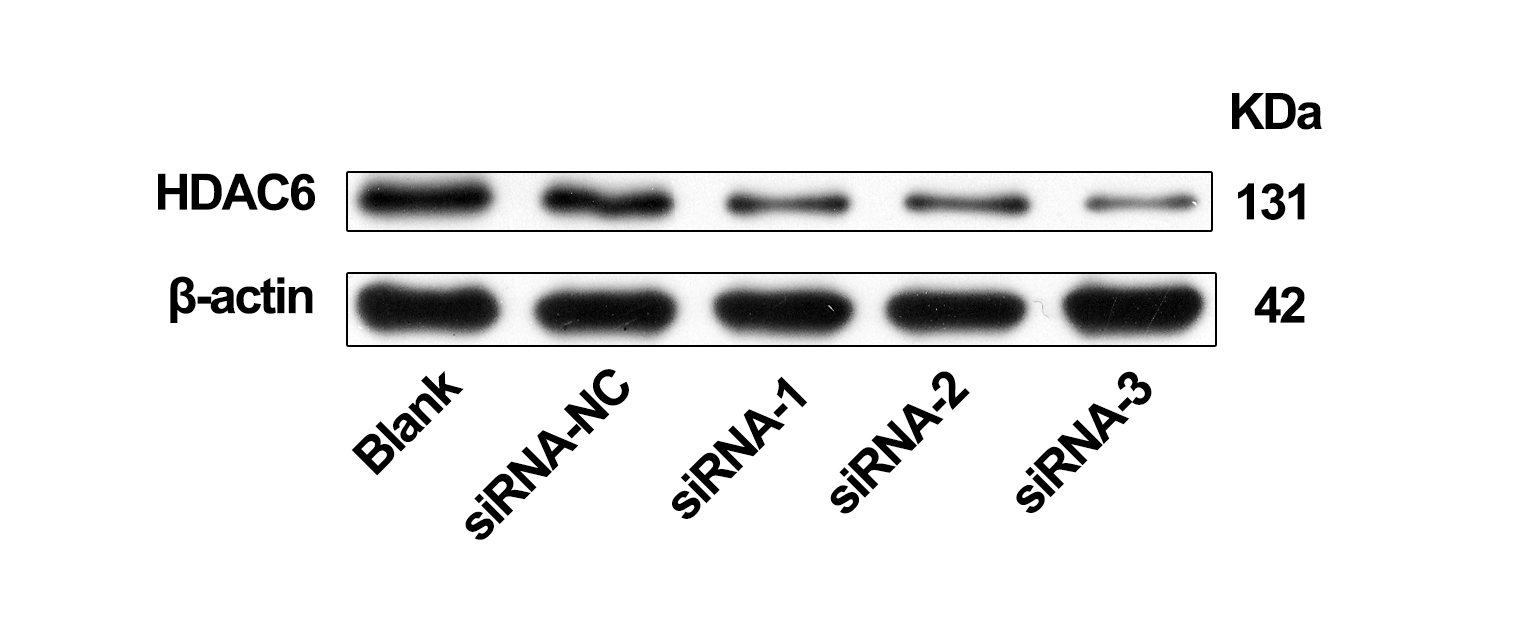 KDa
HDAC6
131
β-actin
42
Blank
siRNA-NC
siRNA-1
siRNA-2
siRNA-3